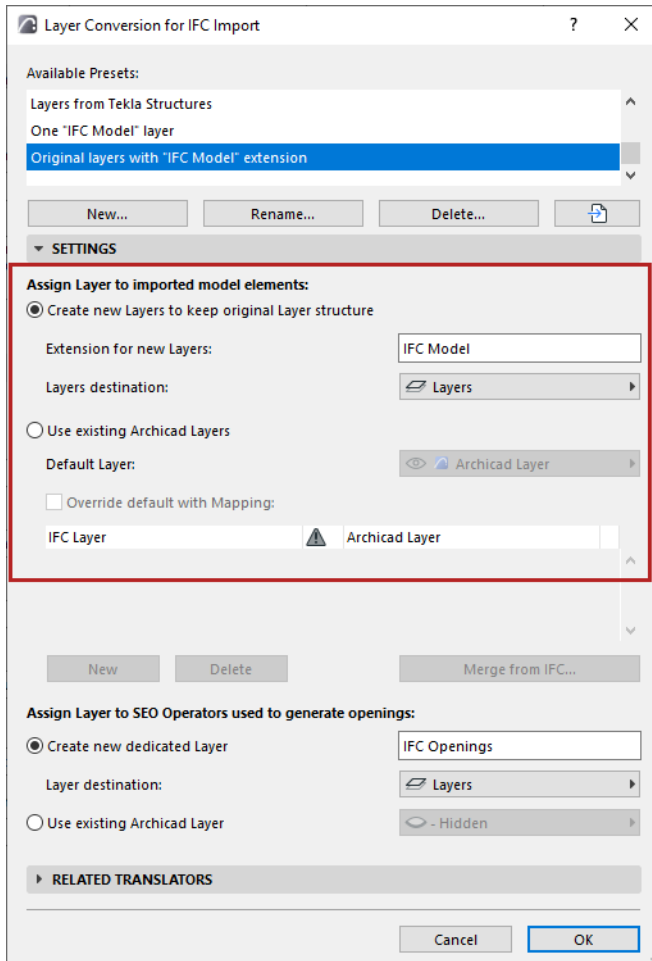 Layer Conversion for IFC Import
?
Available Presets:
Layers from Tekla Structures
One "IFC Model" layer
Original layers with "IFC Model" extension
New... Rename... Delete...
SETTINGS
Assign Layer to imported model elements:
Create new Layers to keep original Layer structure
Extension for new Layers: IFC Model
Layers destination: Layers
Use existing Archicad Layers
Default Layer: Archicad Layer
Override default with Mapping:
IFC Layer Archicad Layer
New Delete Merge from IFC...
Assign Layer to SEO Operators used to generate openings:
Create new dedicated Layer IFC Openings
Layer destination: Layers
Use existing Archicad Layer - Hidden
RELATED TRANSLATORS
Cancel OK